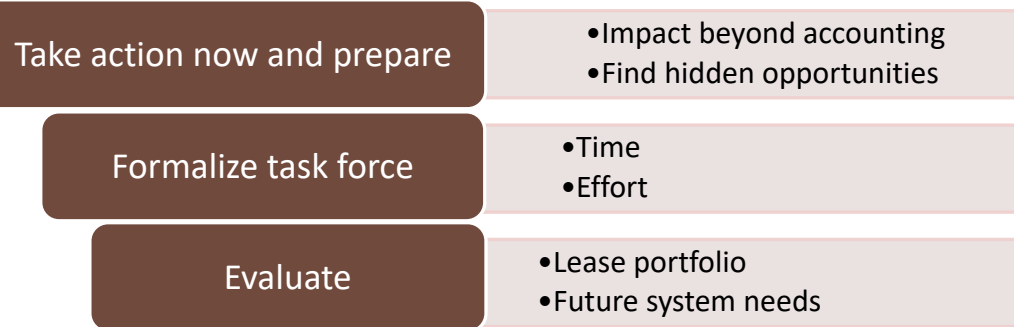 Take action now and prepare
•Impact beyond accounting
•Find hidden opportunities
Formalize task force
•Time
•Effort
Evaluate
•Lease portfolio
•Future system needs